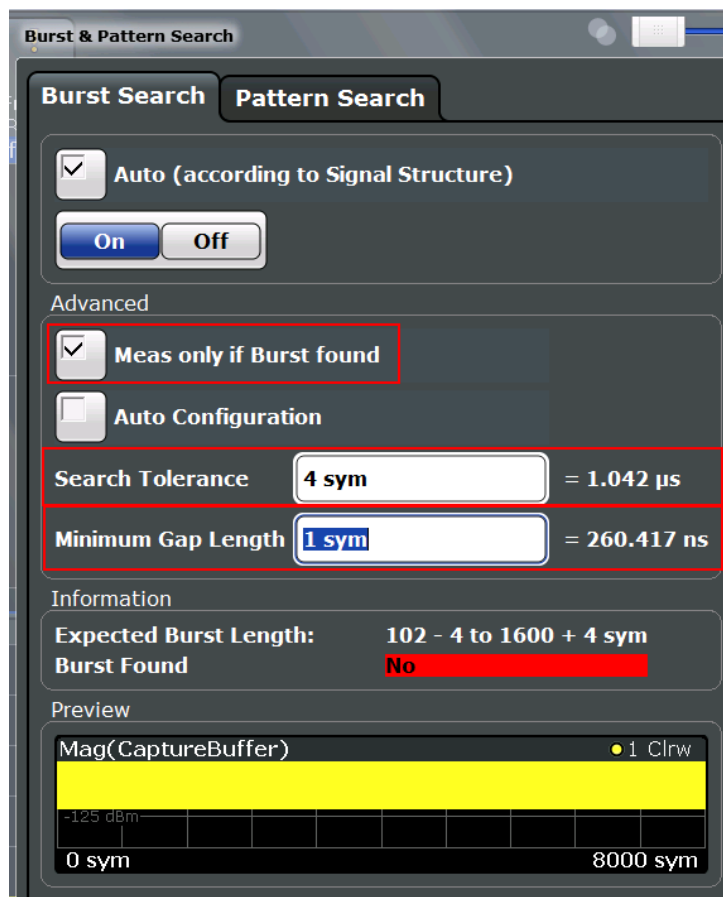 Burst & Pattern Search
Burst Search Pattern Search
Auto (according to Signal Structure)
On Off
Advanced
Meas only if Burst found
Auto Configuration
Search Tolerance 4 sym = 1.042 µs
Minimum Gap Length 1 sym = 260.417 ns
Information
Expected Burst Length: 102 - 4 to 1600 + 4 sym
Burst Found No
Preview
Mag(CaptureBuffer) 1 Clrw
-125 dBm
0 sym 8000 sym